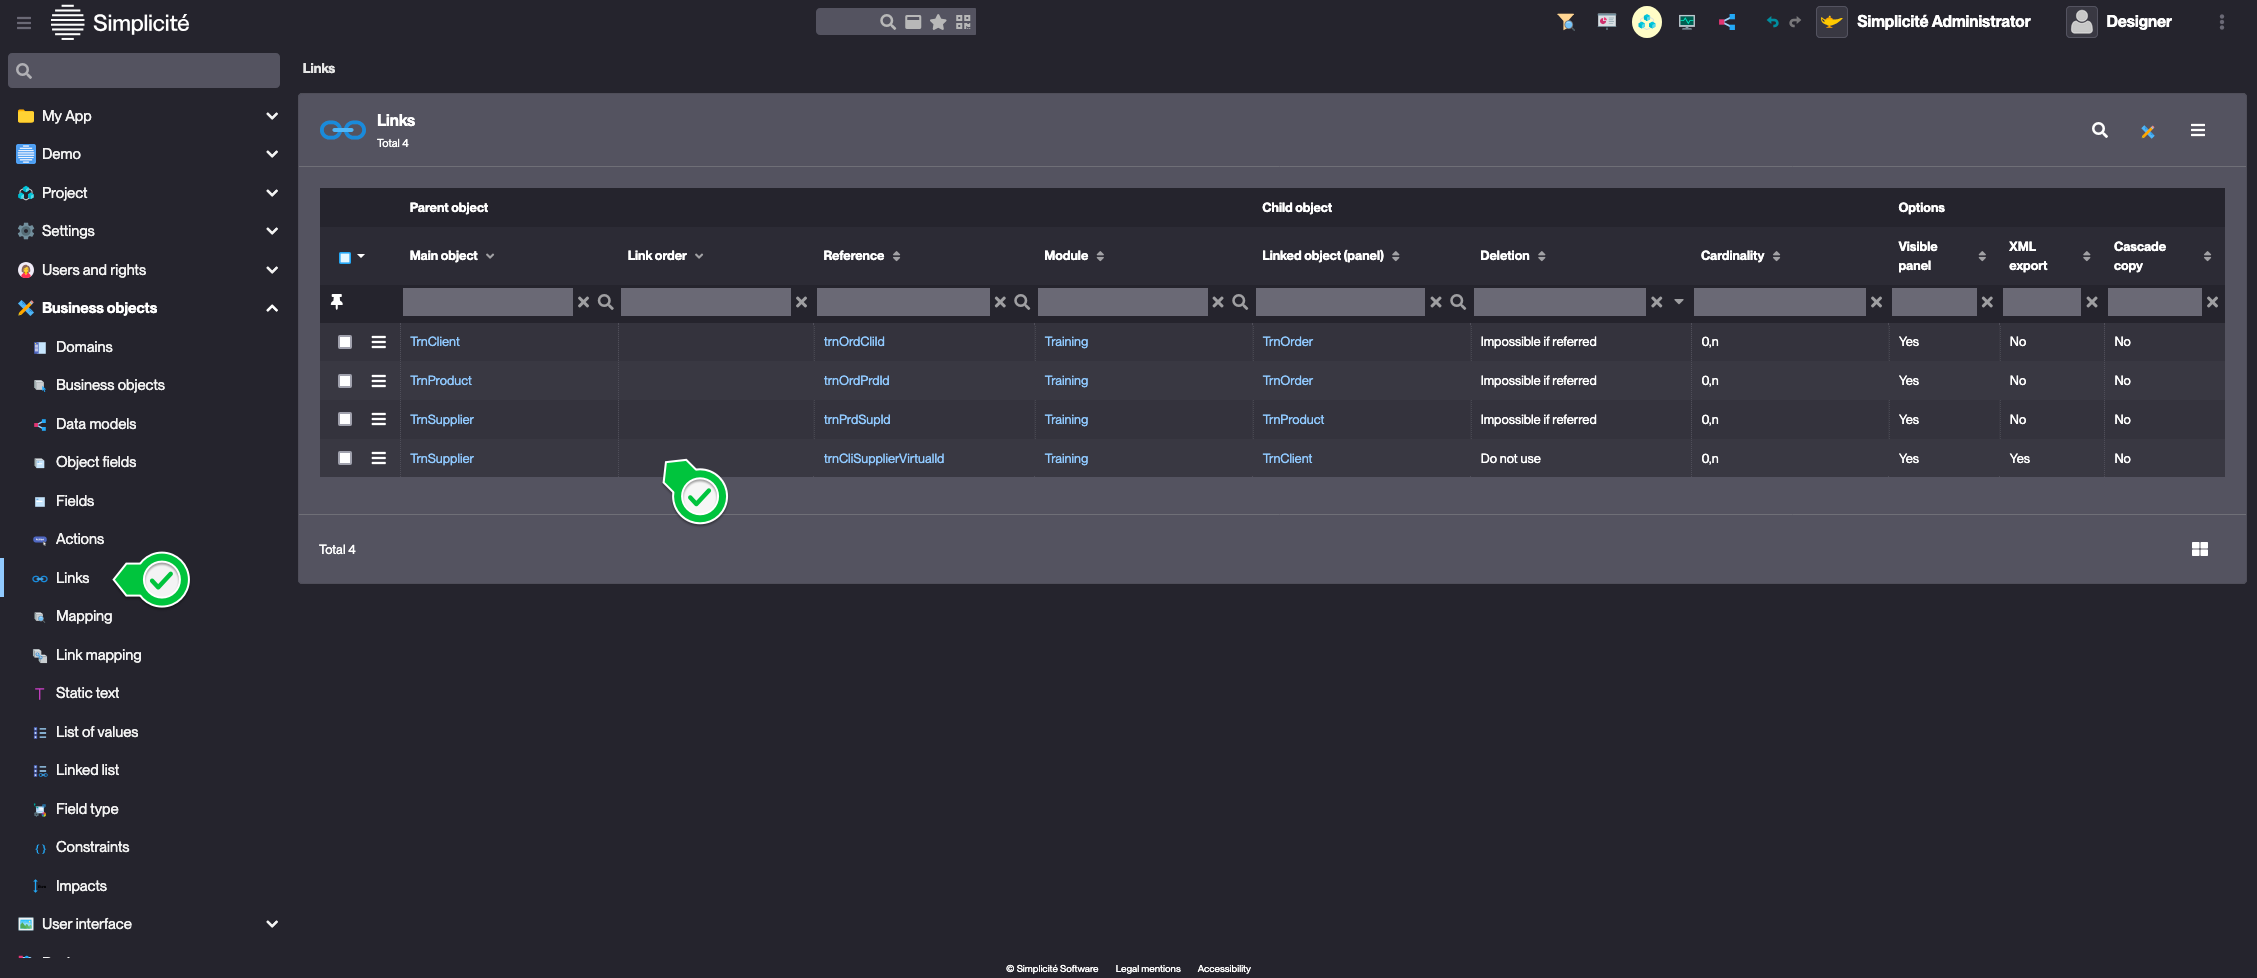 Simplicité
Simplicité Administrator
Designer
My App
Demo
Project
Settings
Users and rights
Business objects
Domains
Business objects
Data models
Object fields
Fields
Actions
Links
Mapping
Link mapping
Static text
List of values
Linked list
Field type
Constraints
Impacts
User interface
Links
Links
Total 4
Parent object Child object Options
Main object Link order Reference Module Linked object (panel) Deletion Cardinality Visible panel XML export Cascade copy
TrnClient trnOrdCliId Training TrnOrder Impossible if referred 0,n Yes No No
TrnProduct trnOrdPrdId Training TrnOrder Impossible if referred 0,n Yes No No
TrnSupplier trnPrdSupId Training TrnProduct Impossible if referred 0,n Yes No No
TrnSupplier trnCliSupplierVirtualId Training TrnClient Do not use 0,n Yes Yes No
Total 4
© Simplicité Software Legal mentions Accessibility